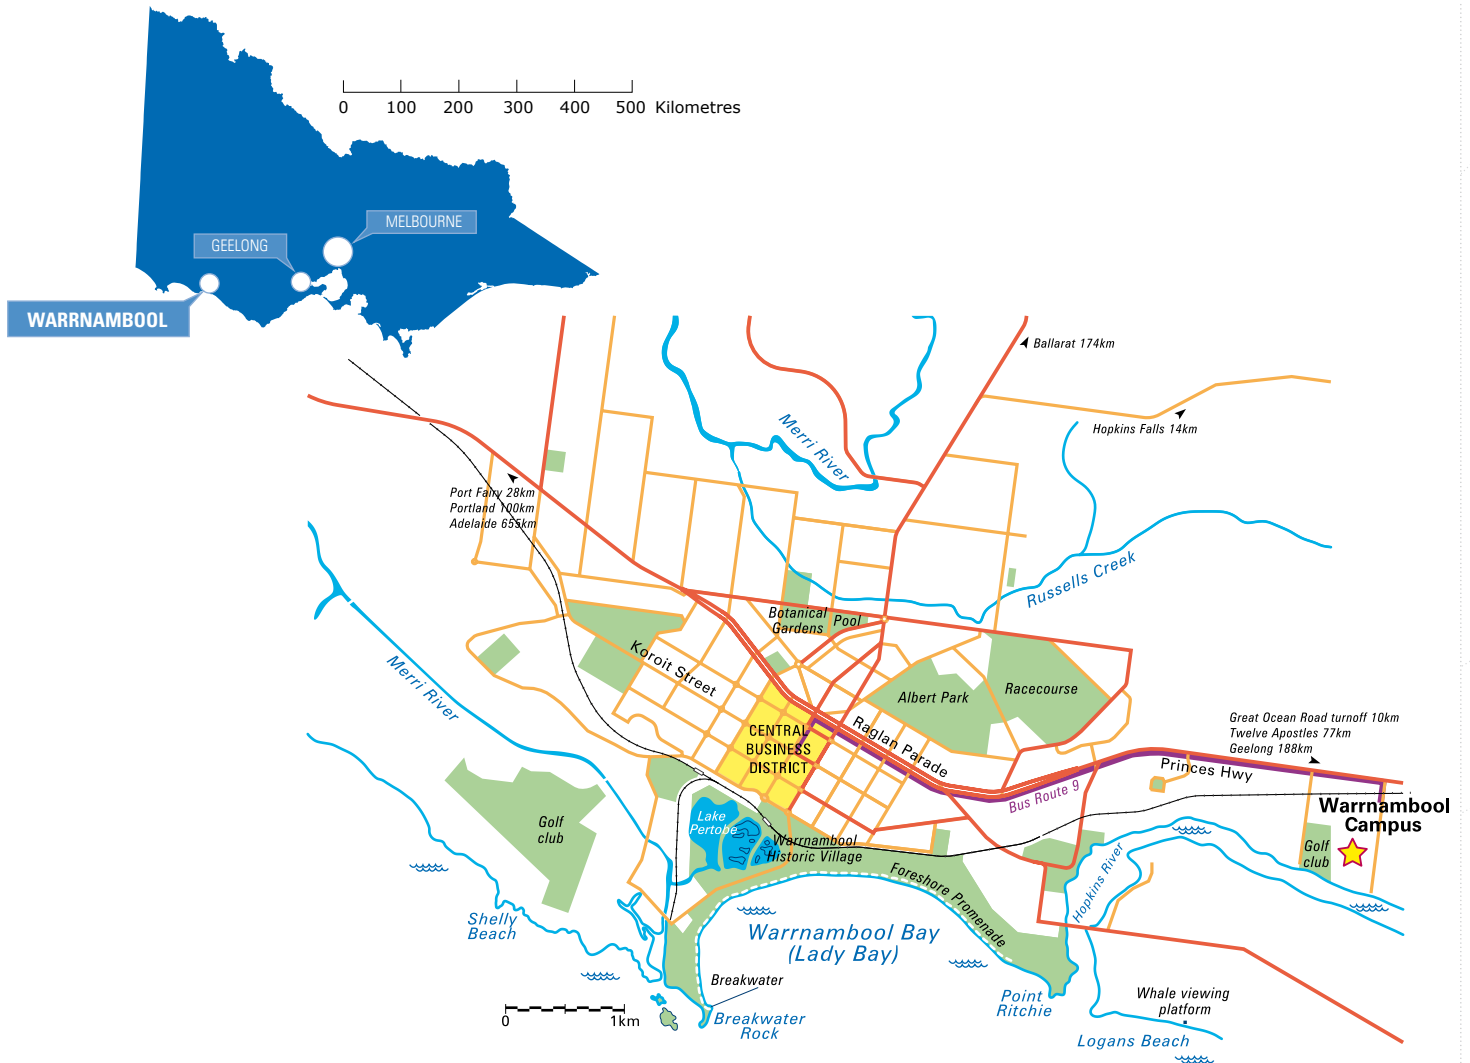 0 100 200 300 400 500 Kilometres
MELBOURNE
GEELONG
WARRNAMBOOL
Ballarat 174km
Hopkins Falls 14km
Merri River
Port Fairy 28km
Portland 100km
Adelaide 655km
Russells Creek
Botanical
Gardens
Pool
Koroit Street
Merri River
Albert Park
Racecourse
CENTRAL
BUSINESS
DISTRICT
Raglan Parade
Great Ocean Road turnoff 10km
Twelve Apostles 77km
Geelong 188km
Princes Hwy
Bus Route 9
Warrnambool
Campus
Golf
club
Lake
Pertobe
Golf
club
Warrnambool
Historic Village
Foreshore Promenade
Hopkins River
Shelly
Beach
Warrnambool Bay
(Lady Bay)
Breakwater
Breakwater
Rock
Point
Ritchie
Whale viewing
platform
Logans Beach
0 1km